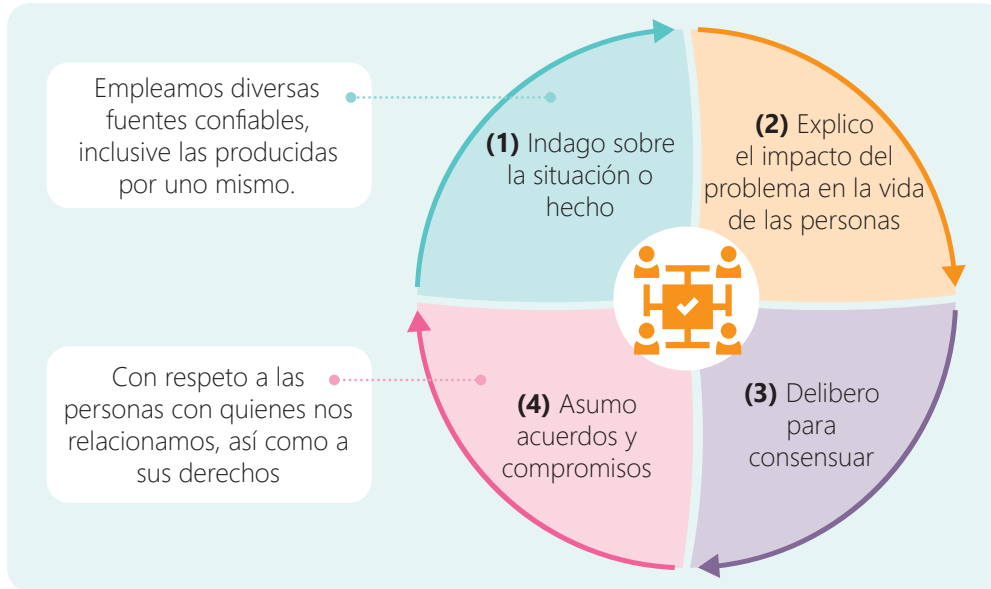 Empleamos diversas
fuentes confiables,
inclusive las producidas
por uno mismo.
(1) Indago sobre
la situación o
hecho
(2) Explico
el impacto del
problema en la vida
de las personas
(3) Delibero
para
consensuar
(4) Asumo
acuerdos y
compromisos
Con respeto a las
personas con quienes nos
relacionamos, así como a
sus derechos